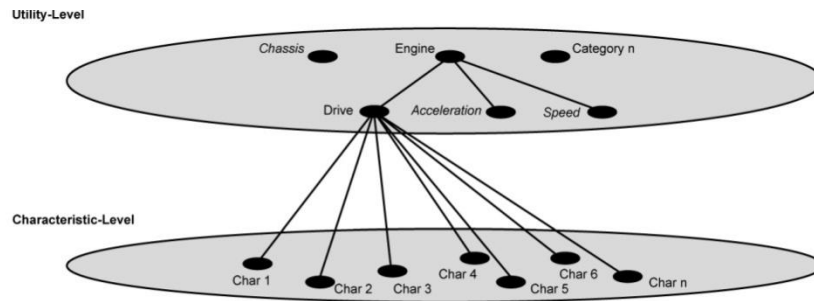 Utility-Level
Chassis
Engine
Category n
Drive
Acceleration
Speed
Characteristic-Level
Char 1
Char 2
Char 3
Char 4
Char 5
Char 6
Char n